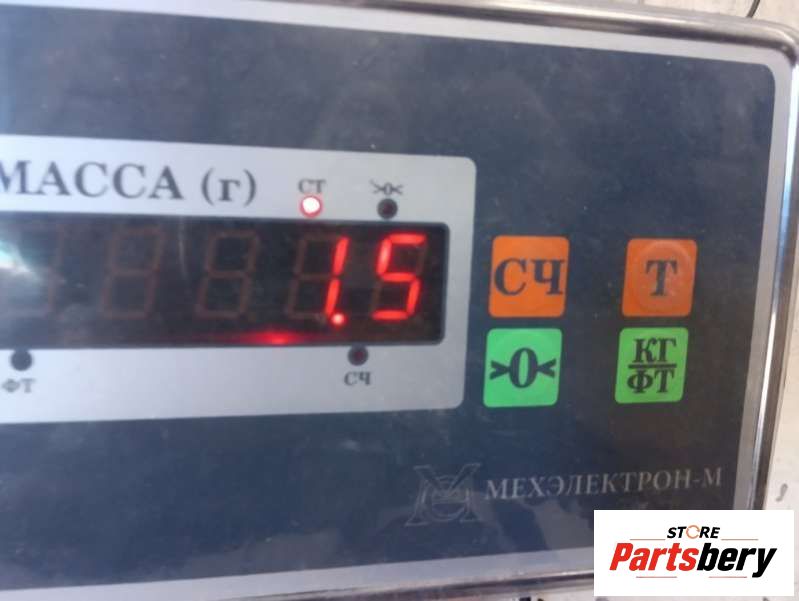 МАССА (г)
СТ
>0<
1.5
ФТ
СЧ
СЧ
Т
>0<
КГ
ФТ
МЕХЭЛЕКТРОН-М
STORE
Partsbery